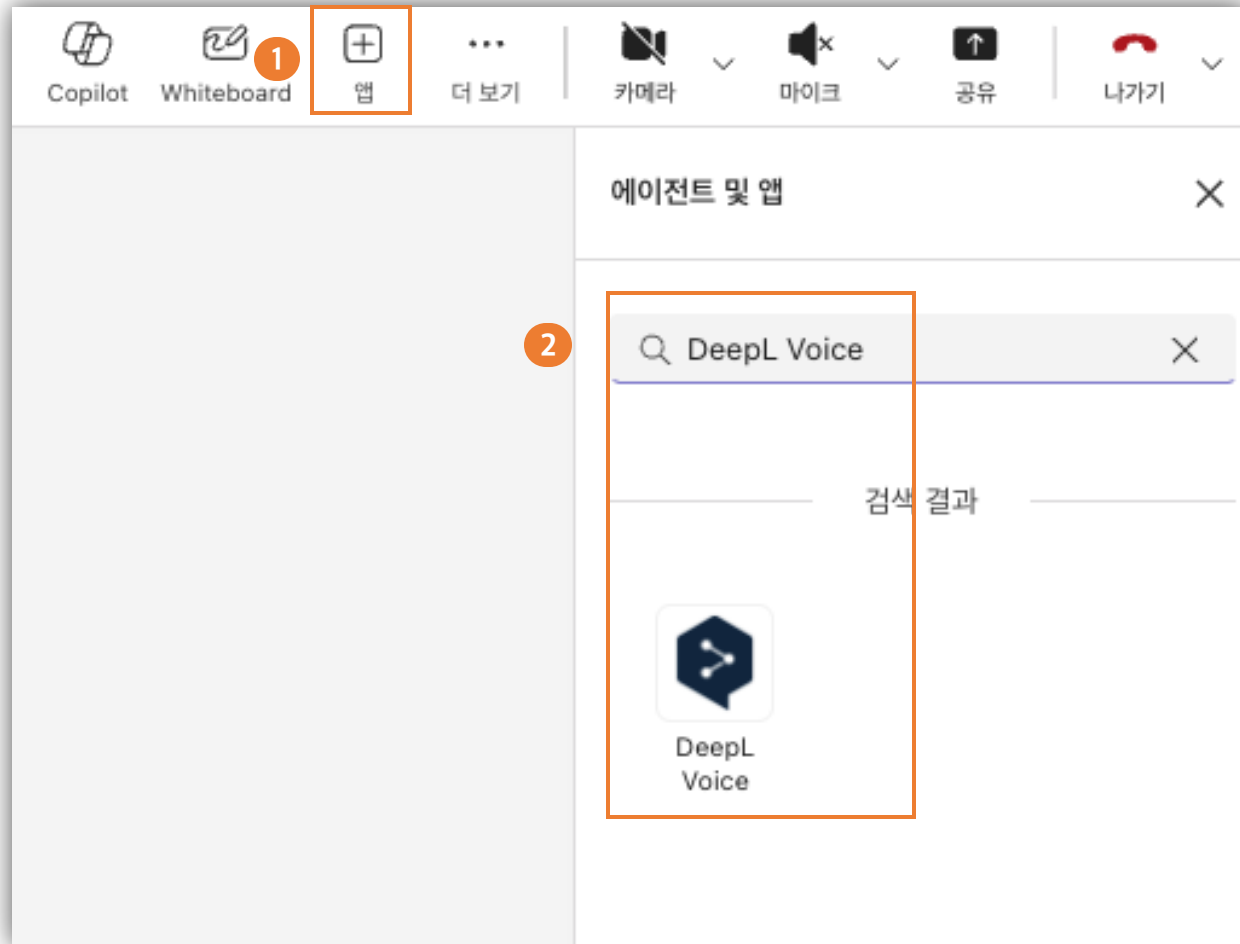 Copilot
Whiteboard
1
앱
더 보기
카메라
마이크
공유
나가기
에이전트 및 앱
2
DeepL Voice
검색 결과
DeepL
Voice